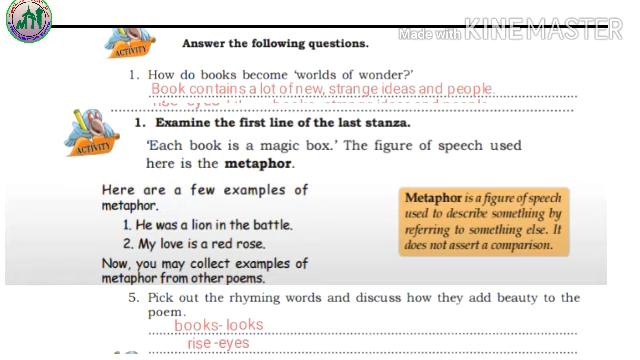 Made with KINEMASTER
ACTIVITY
Answer the following questions.
1. How do books become ‘worlds of wonder?’
Book contains a lot of new, strange ideas and people.
ACTIVITY
1. Examine the first line of the last stanza.
‘Each book is a magic box.’ The figure of speech used
here is the metaphor.
Here are a few examples of
metaphor.
1. He was a lion in the battle.
2. My love is a red rose.
Now, you may collect examples of
metaphor from other poems.
Metaphor is a figure of speech
used to describe something by
referring to something else. It
does not assert a comparison.
5. Pick out the rhyming words and discuss how they add beauty to the
poem.
books- looks
rise -eyes